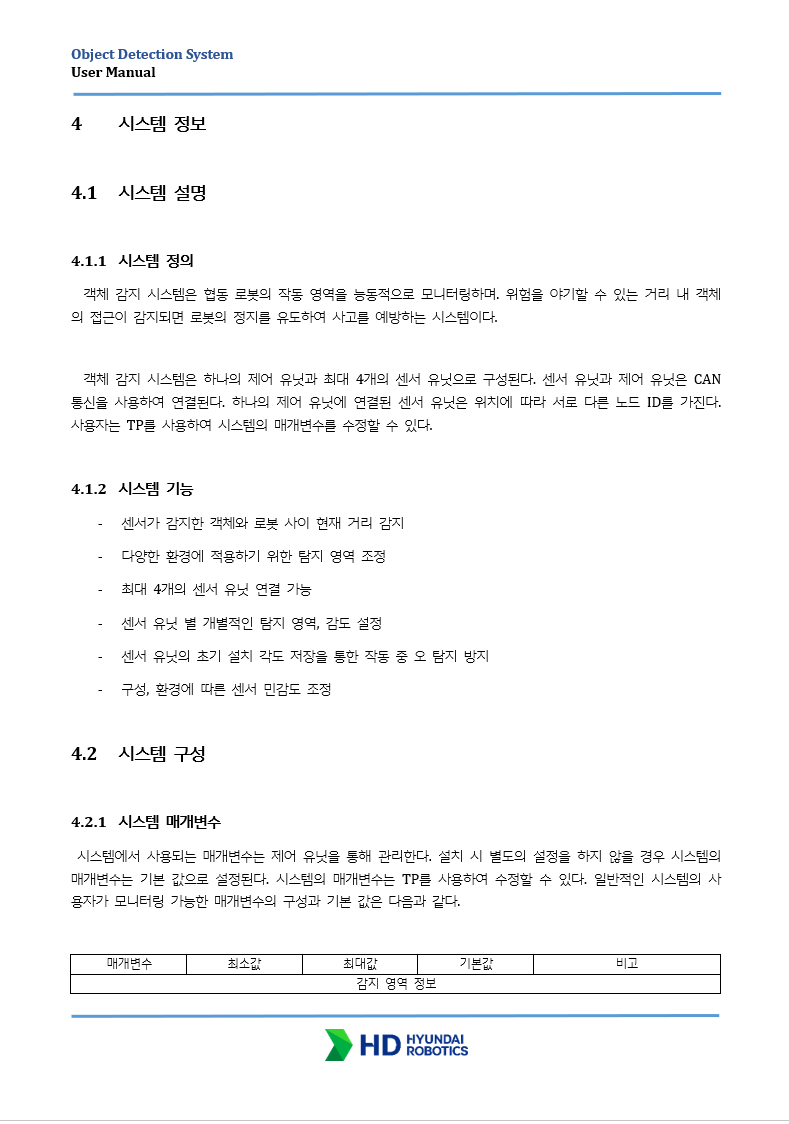 Object Detection System
User Manual
4 시스템 정보
4.1 시스템 설명
4.1.1 시스템 정의
객체 감지 시스템은 협동 로봇의 작동 영역을 능동적으로 모니터링하며. 위험을 야기할 수 있는 거리 내 객체
의 접근이 감지되면 로봇의 정지를 유도하여 사고를 예방하는 시스템이다.
객체 감지 시스템은 하나의 제어 유닛과 최대 4개의 센서 유닛으로 구성된다. 센서 유닛과 제어 유닛은 CAN
통신을 사용하여 연결된다. 하나의 제어 유닛에 연결된 센서 유닛은 위치에 따라 서로 다른 노드 ID를 가진다.
사용자는 TP를 사용하여 시스템의 매개변수를 수정할 수 있다.
4.1.2 시스템 기능
- 센서가 감지한 객체와 로봇 사이 현재 거리 감지
- 다양한 환경에 적용하기 위한 탐지 영역 조정
- 최대 4개의 센서 유닛 연결 가능
- 센서 유닛 별 개별적인 탐지 영역, 감도 설정
- 센서 유닛의 초기 설치 각도 저장을 통한 작동 중 오 탐지 방지
- 구성, 환경에 따른 센서 민감도 조정
4.2 시스템 구성
4.2.1 시스템 매개변수
시스템에서 사용되는 매개변수는 제어 유닛을 통해 관리한다. 설치 시 별도의 설정을 하지 않을 경우 시스템의
매개변수는 기본 값으로 설정된다. 시스템의 매개변수는 TP를 사용하여 수정할 수 있다. 일반적인 시스템의 사
용자가 모니터링 가능한 매개변수의 구성과 기본 값은 다음과 같다.
매개변수 최소값 최대값 기본값 비고
감지 영역 정보
HD HYUNDAI
ROBOTICS